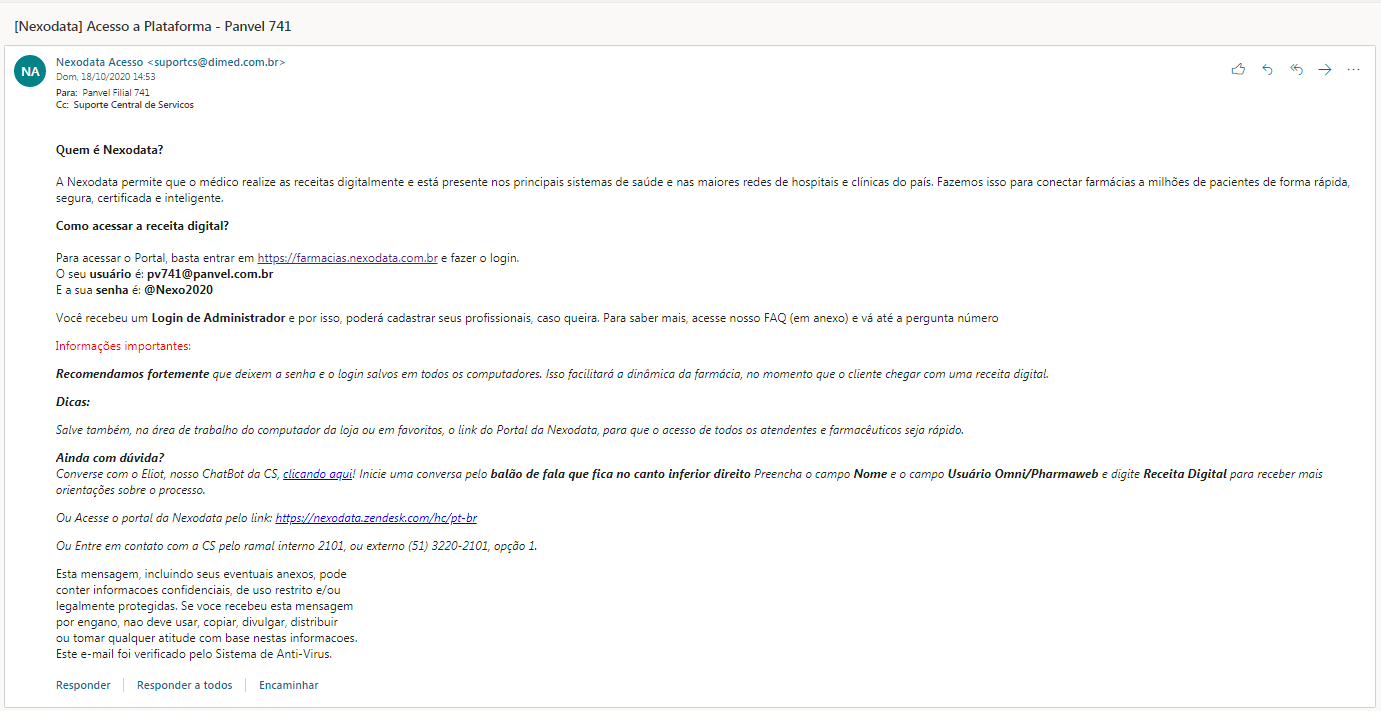 [Nexodata] Acesso a Plataforma - Panvel 741
NA
Nexodata Acesso <suportcs@dimed.com.br>
Dom, 18/10/2020 14:53
Para: Panvel Filial 741
Cc: Suporte Central de Servicos
Quem é Nexodata?
A Nexodata permite que o médico realize as receitas digitalmente e está presente nos principais sistemas de saúde e nas maiores redes de hospitais e clínicas do país. Fazemos isso para conectar farmácias a milhões de pacientes de forma rápida,
segura, certificada e inteligente.
Como acessar a receita digital?
Para acessar o Portal, basta entrar em https://farmacias.nexodata.com.br e fazer o login.
O seu usuário é: pv741@panvel.com.br
E a sua senha é: @Nexo2020
Você recebeu um Login de Administrador e por isso, poderá cadastrar seus profissionais, caso queira. Para saber mais, acesse nosso FAQ (em anexo) e vá até a pergunta número
Informações importantes:
Recomendamos fortemente que deixem a senha e o login salvos em todos os computadores. Isso facilitará a dinâmica da farmácia, no momento que o cliente chegar com uma receita digital.
Dicas:
Salve também, na área de trabalho do computador da loja ou em favoritos, o link do Portal da Nexodata, para que o acesso de todos os atendentes e farmacêuticos seja rápido.
Ainda com dúvida?
Converse com o Eliot, nosso ChatBot da CS, clicando aqui! Inicie uma conversa pelo balão de fala que fica no canto inferior direito Preencha o campo Nome e o campo Usuário Omni/Pharmaweb e digite Receita Digital para receber mais
orientações sobre o processo.
Ou Acesse o portal da Nexodata pelo link: https://nexodata.zendesk.com/hc/pt-br
Ou Entre em contato com a CS pelo ramal interno 2101, ou externo (51) 3220-2101, opção 1.
Esta mensagem, incluindo seus eventuais anexos, pode
conter informacoes confidenciais, de uso restrito e/ou
legalmente protegidas. Se voce recebeu esta mensagem
por engano, nao deve usar, copiar, divulgar, distribuir
ou tomar qualquer atitude com base nestas informacoes.
Este e-mail foi verificado pelo Sistema de Anti-Virus.
Responder
Responder a todos
Encaminhar